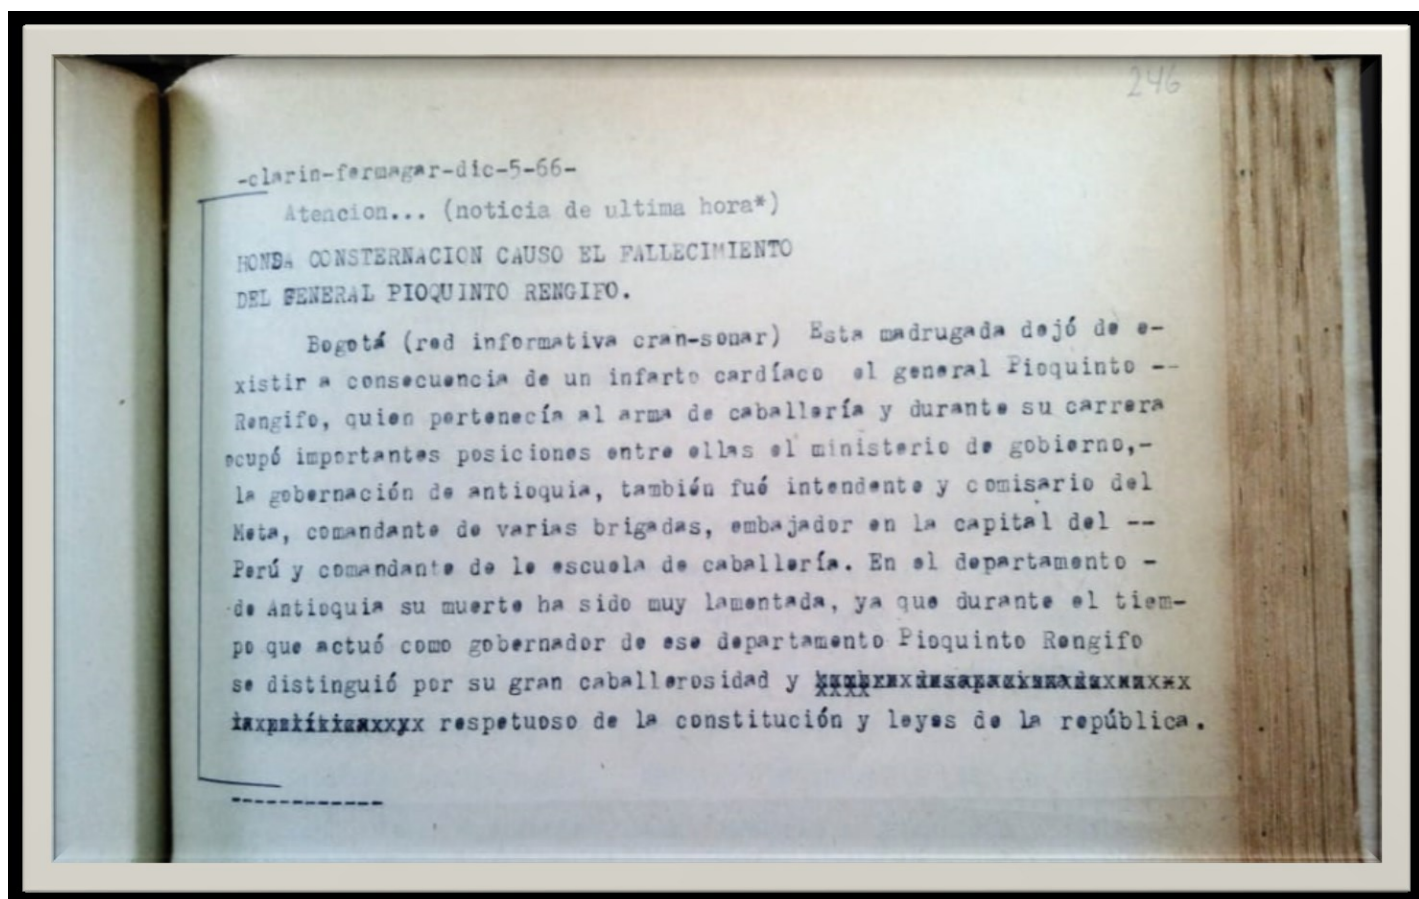 246
-clarin-fermagar-dic-5-66-
Atencion... (noticia de ultima hora*)
HONDA CONSTERNACION CAUSO EL FALLECIMIENTO
DEL GENERAL PIOQUINTO RENGIFO.
Bogotá (red informativa cran-sonar) Esta madrugada dejó de e-
xistir a consecuencia de un infarto cardíaco el general Pioquinto --
Rengifo, quien pertenecía al arma de caballería y durante su carrera
ocupó importantes posiciones entre ellas el ministerio de gobierno,-
la gobernación de antioquia, también fué intendente y comisario del
Meta, comandante de varias brigadas, embajador en la capital del --
Perú y comandante de le escuela de caballería. En el departamento -
de Antioquia su muerte ha sido muy lamentada, ya que durante el tiem-
po que actuó como gobernador de ese departamento Pioquinto Rengifo
se distinguió por su gran caballerosidad y
respetuoso de la constitución y leyes de la república.
------------